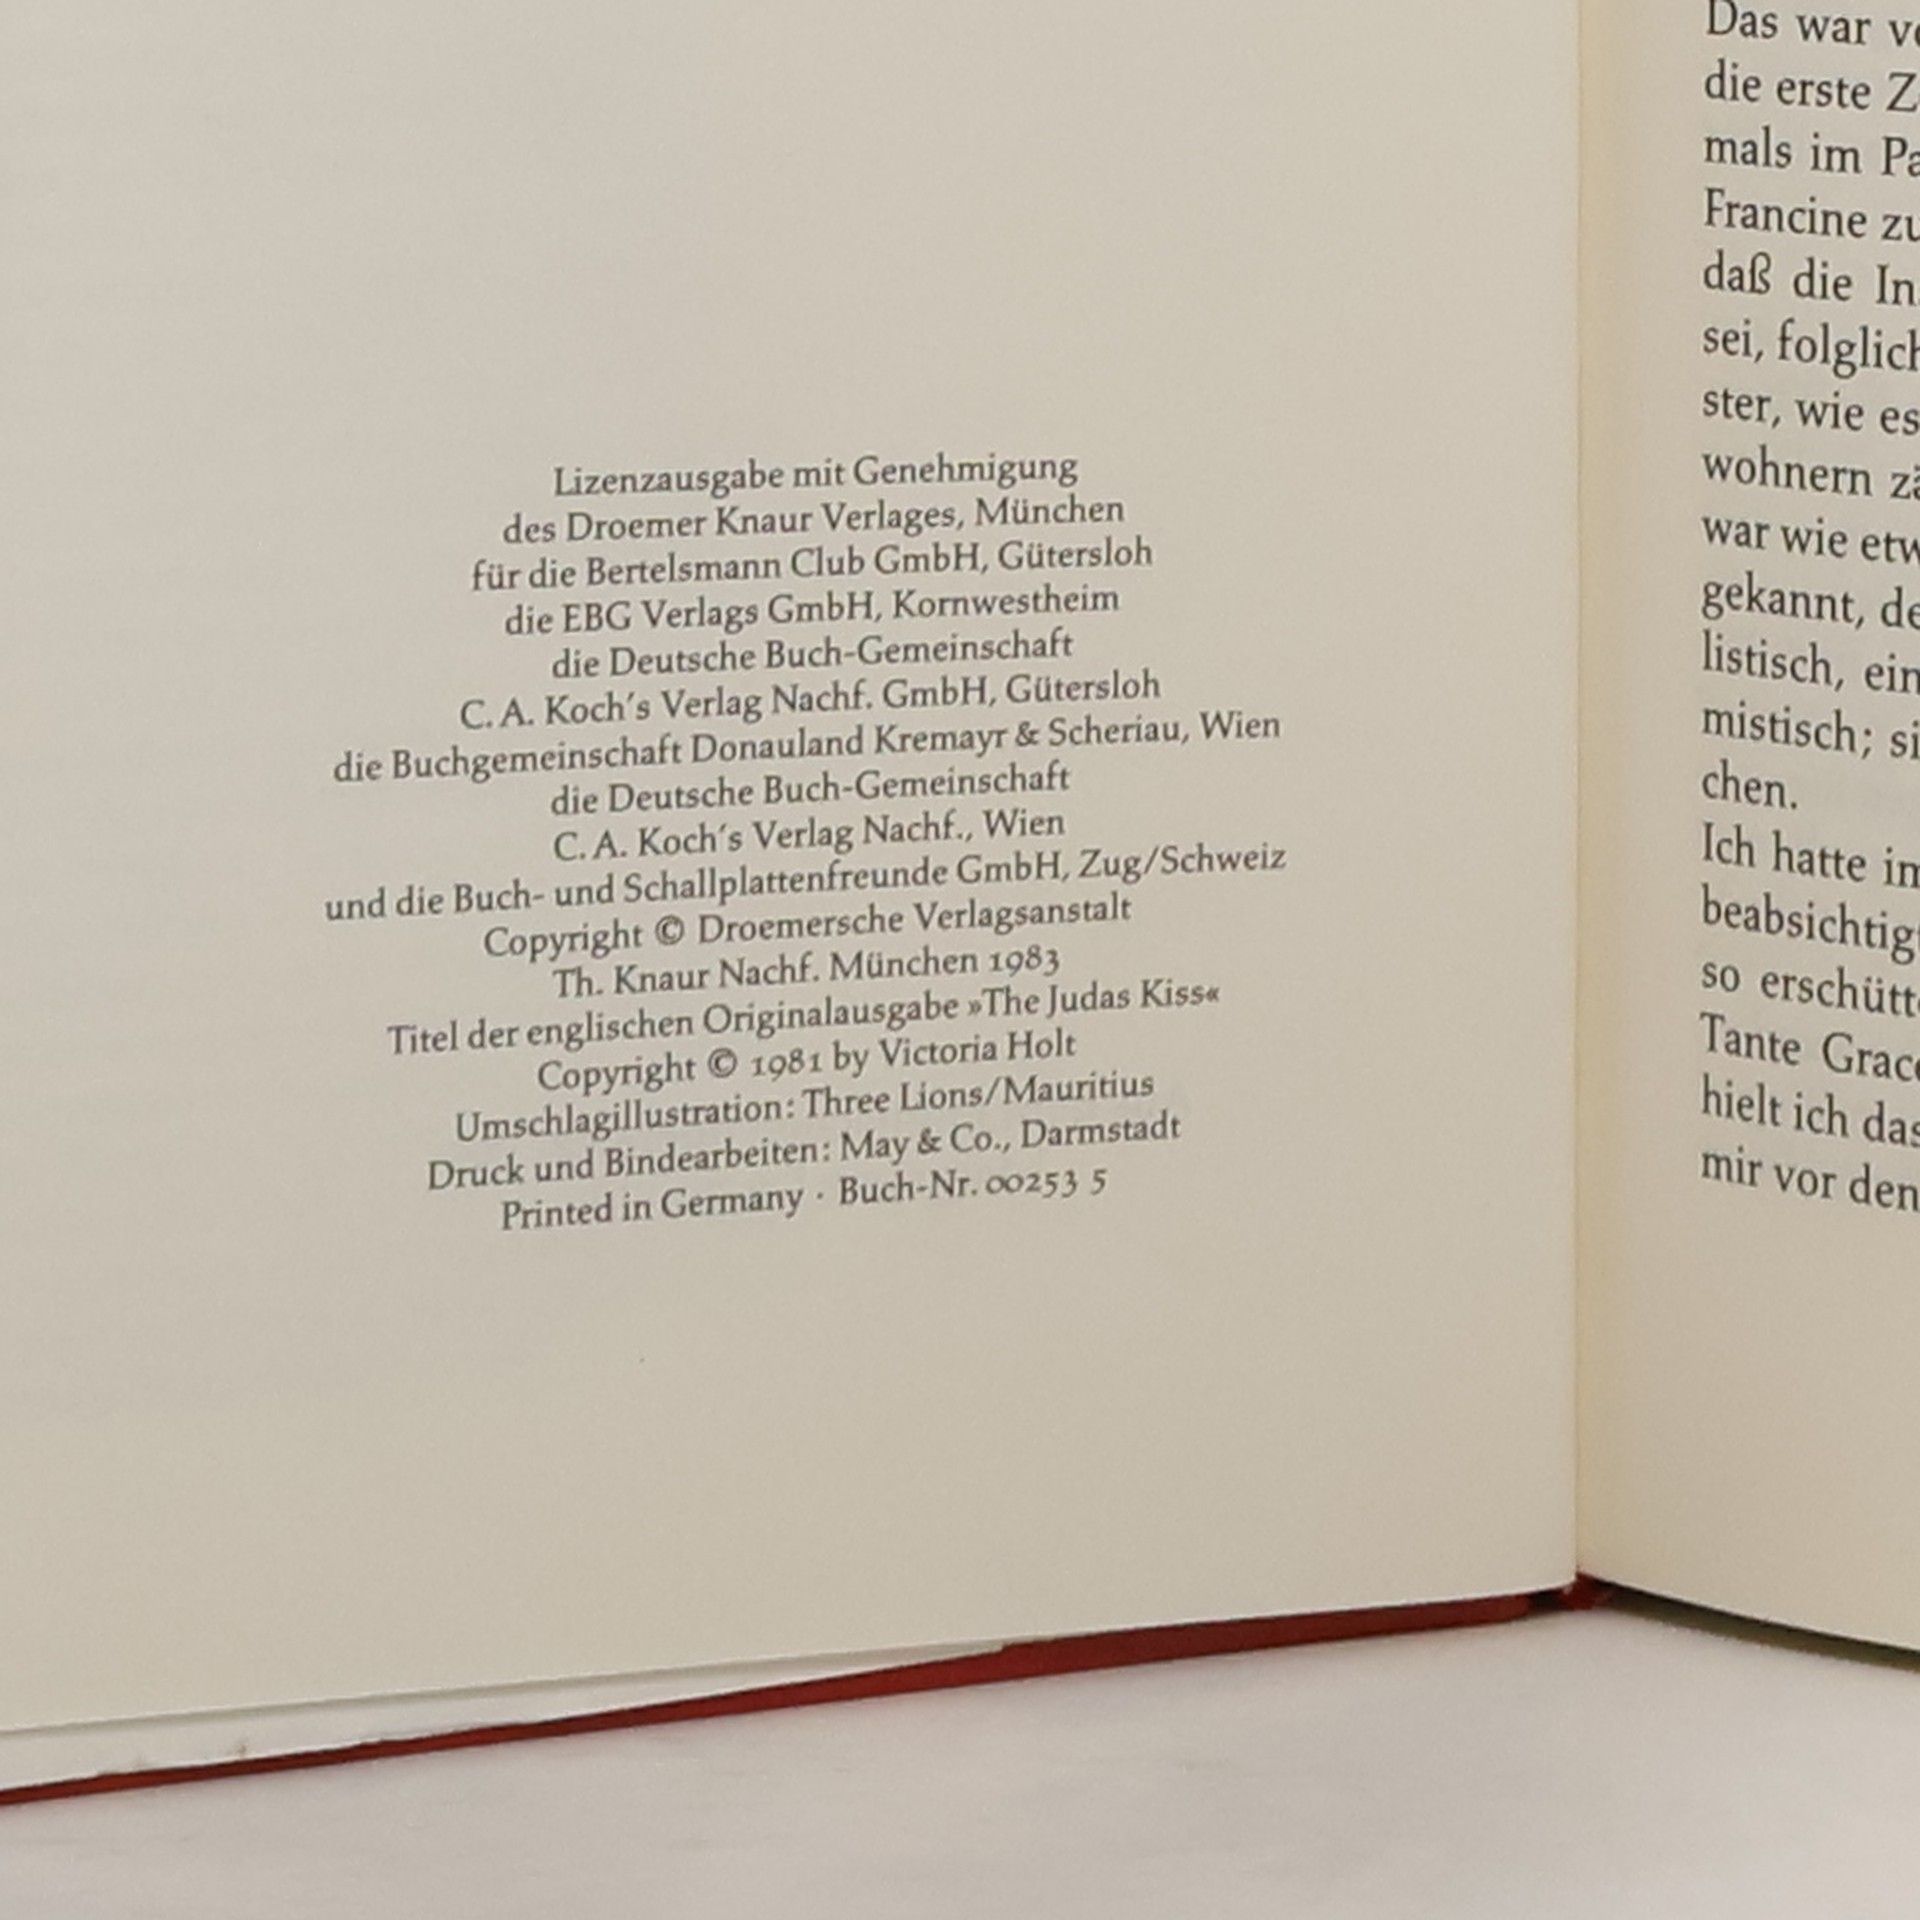 Lizenzausgabe mit Genehmigung
des Droemer Knaur Verlages, München
für die Bertelsmann Club GmbH, Gütersloh
die EBG Verlags GmbH, Kornwestheim
die Deutsche Buch-Gemeinschaft
C. A. Koch's Verlag Nachf. GmbH, Gütersloh
die Buchgemeinschaft Donauland Kremayr & Scheriau, Wien
die Deutsche Buch-Gemeinschaft
C. A. Koch's Verlag Nachf., Wien
und die Buch- und Schallplattenfreunde GmbH, Zug/Schweiz
Copyright © Droemersche Verlagsanstalt
Th. Knaur Nachf. München 1983
Titel der englischen Originalausgabe »The Judas Kiss«
Copyright © 1981 by Victoria Holt
Umschlagillustration: Three Lions/Mauritius
Druck und Bindearbeiten: May & Co., Darmstadt
Printed in Germany · Buch-Nr. 00253 5
Das war
die erste
mals im
Francine
daß die
sei,
ster, wie es
wohnern
war wie
gekannt,
listisch,
mistisch;
chen.
Ich hatte
so
Tante
hielt ich
mir vor